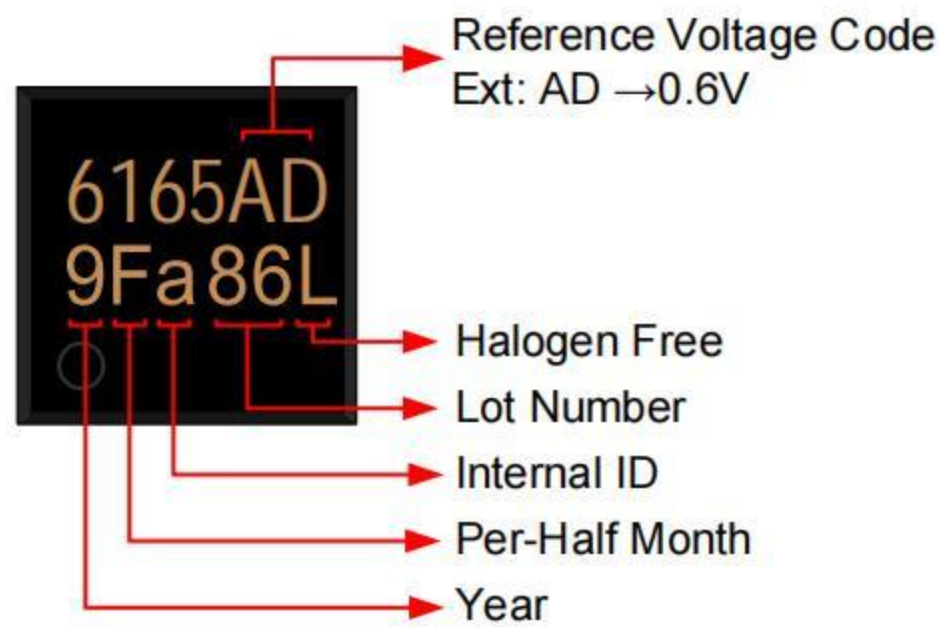 Reference Voltage Code
Ext: AD →0.6V
6165AD
9Fa86L
Halogen Free
Lot Number
Internal ID
Per-Half Month
Year